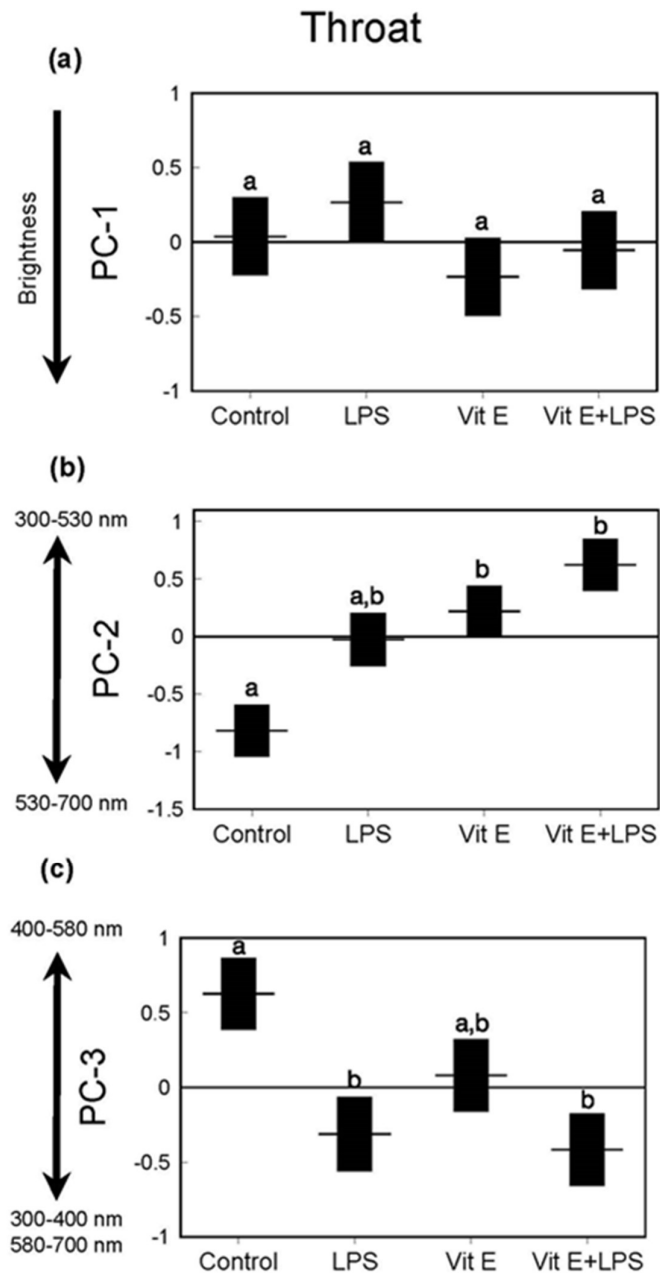 Throat
(a)
Brightness
PC-1
1
0.5
0
-0.5
-1
a
a
a
a
Control LPS Vit E Vit E+LPS
(b)
300-530 nm
PC-2
530-700 nm
1
0.5
0
-0.5
-1
-1.5
a
a,b
b
b
Control LPS Vit E Vit E+LPS
(c)
400-580 nm
PC-3
300-400 nm
580-700 nm
1
0.5
0
-0.5
-1
a
b
a,b
b
Control LPS Vit E Vit E+LPS